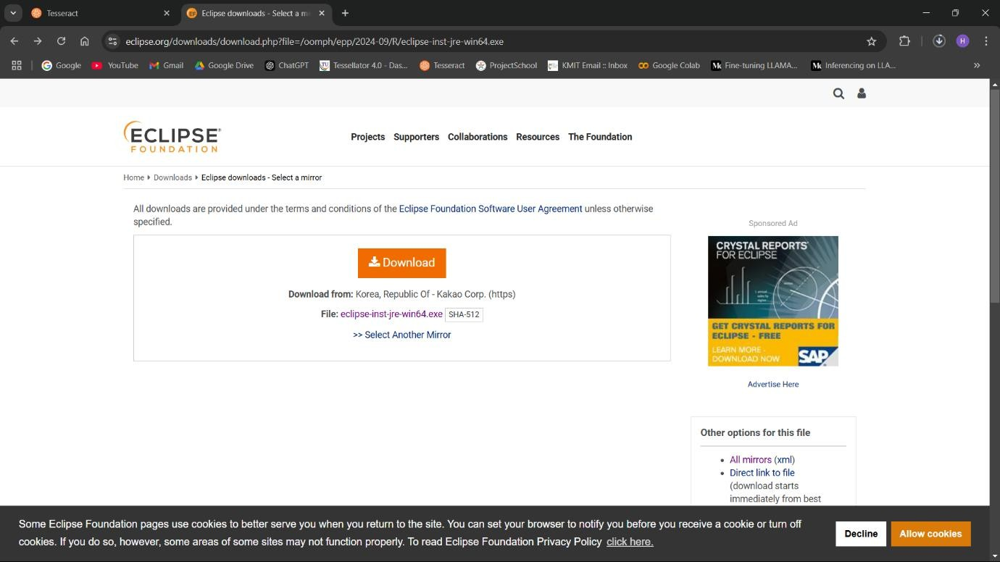 Tesseract
Eclipse downloads - Select a mi
eclipse.org/downloads/download.php?file=/oomph/epp/2024-09/R/eclipse-inst-jre-win64.exe
H
Google YouTube Gmail Google Drive ChatGPT Tessellator 4.0 - Das... Tesseract ProjectSchool KMIT Email :: Inbox Google Colab Fine-tuning LLAMA... Inferencing on LLA... »
ECLIPSE®
FOUNDATION
Projects Supporters Collaborations Resources The Foundation
Home Downloads Eclipse downloads - Select a mirror
All downloads are provided under the terms and conditions of the Eclipse Foundation Software User Agreement unless otherwise
specified.
Download
Download from: Korea, Republic Of - Kakao Corp. (https)
File: eclipse-inst-jre-win64.exe SHA-512
>> Select Another Mirror
Sponsored Ad
CRYSTAL REPORTS®
FOR ECLIPSE
GET CRYSTAL REPORTS FOR
ECLIPSE - FREE
LEARN MORE -
DOWNLOAD NOW
SAP
Advertise Here
Other options for this file
All mirrors (xml)
Direct link to file
(download starts
immediately from best
Some Eclipse Foundation pages use cookies to better serve you when you return to the site. You can set your browser to notify you before you receive a cookie or turn off
cookies. If you do so, however, some areas of some sites may not function properly. To read Eclipse Foundation Privacy Policy click here.
Decline
Allow cookies